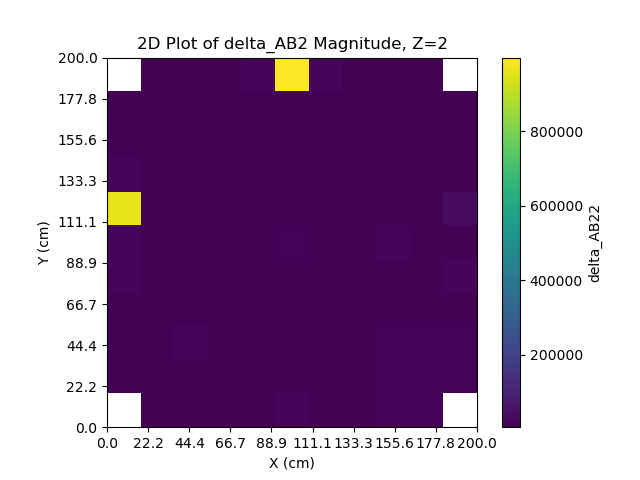 2D Plot of delta_AB2 Magnitude, Z=2
200.0
177.8
155.6
133.3
111.1
88.9
66.7
44.4
22.2
0.0
Y (cm)
0.0 22.2 44.4 66.7 88.9 111.1 133.3 155.6 177.8 200.0
X (cm)
800000
600000
400000
200000
delta_AB22